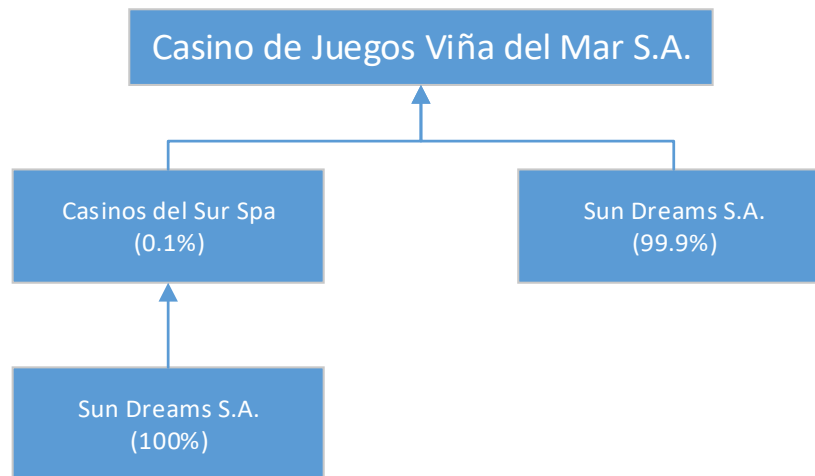 Casino de Juegos Viña del Mar S.A.
Casinos del Sur Spa
(0.1%)
Sun Dreams S.A.
(99.9%)
Sun Dreams S.A.
(100%)